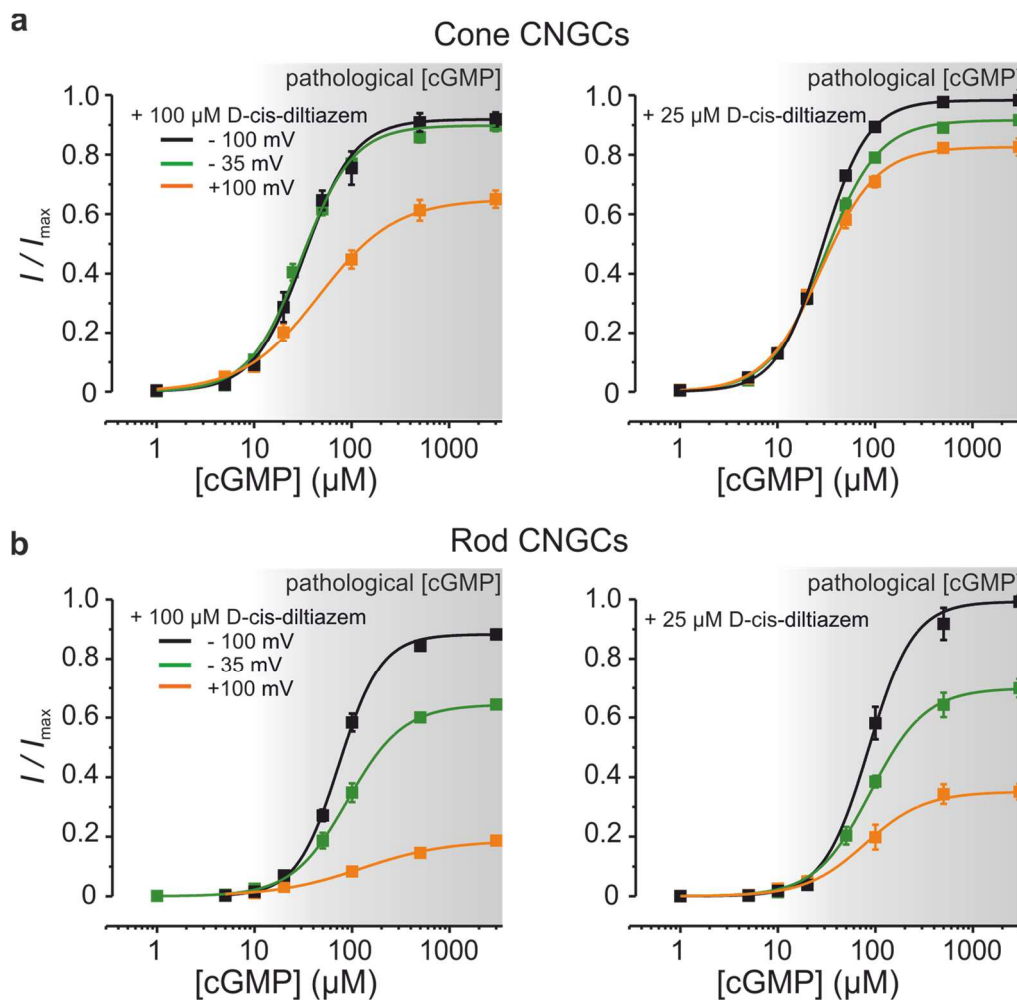 a
Cone CNGCs
pathological [cGMP]
+ 100 µM D-cis-diltiazem
- 100 mV
- 35 mV
+100 mV
1.0
0.8
0.6
0.4
0.2
0
I / Imax
1
10
100
1000
[cGMP] (µM)
pathological [cGMP]
+ 25 µM D-cis-diltiazem
1.0
0.8
0.6
0.4
0.2
0
1
10
100
1000
[cGMP] (µM)
b
Rod CNGCs
pathological [cGMP]
+ 100 µM D-cis-diltiazem
- 100 mV
- 35 mV
+100 mV
1.0
0.8
0.6
0.4
0.2
0
I / Imax
1
10
100
1000
[cGMP] (µM)
pathological [cGMP]
+ 25 µM D-cis-diltiazem
1.0
0.8
0.6
0.4
0.2
0
1
10
100
1000
[cGMP] (µM)